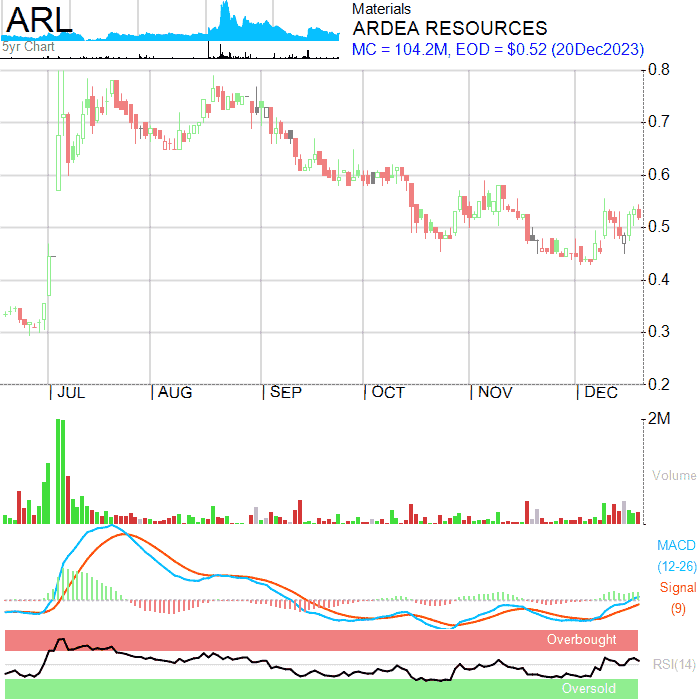 ARL
5yr Chart
Materials
ARDEA RESOURCES
MC = 104.2M, EOD = $0.52 (20Dec2023)
0.8
0.7
0.6
0.5
0.4
0.3
0.2
JUL AUG SEP OCT NOV DEC
2M
Volume
MACD
(12-26)
Signal
(9)
Overbought
RSI(14)
Oversold